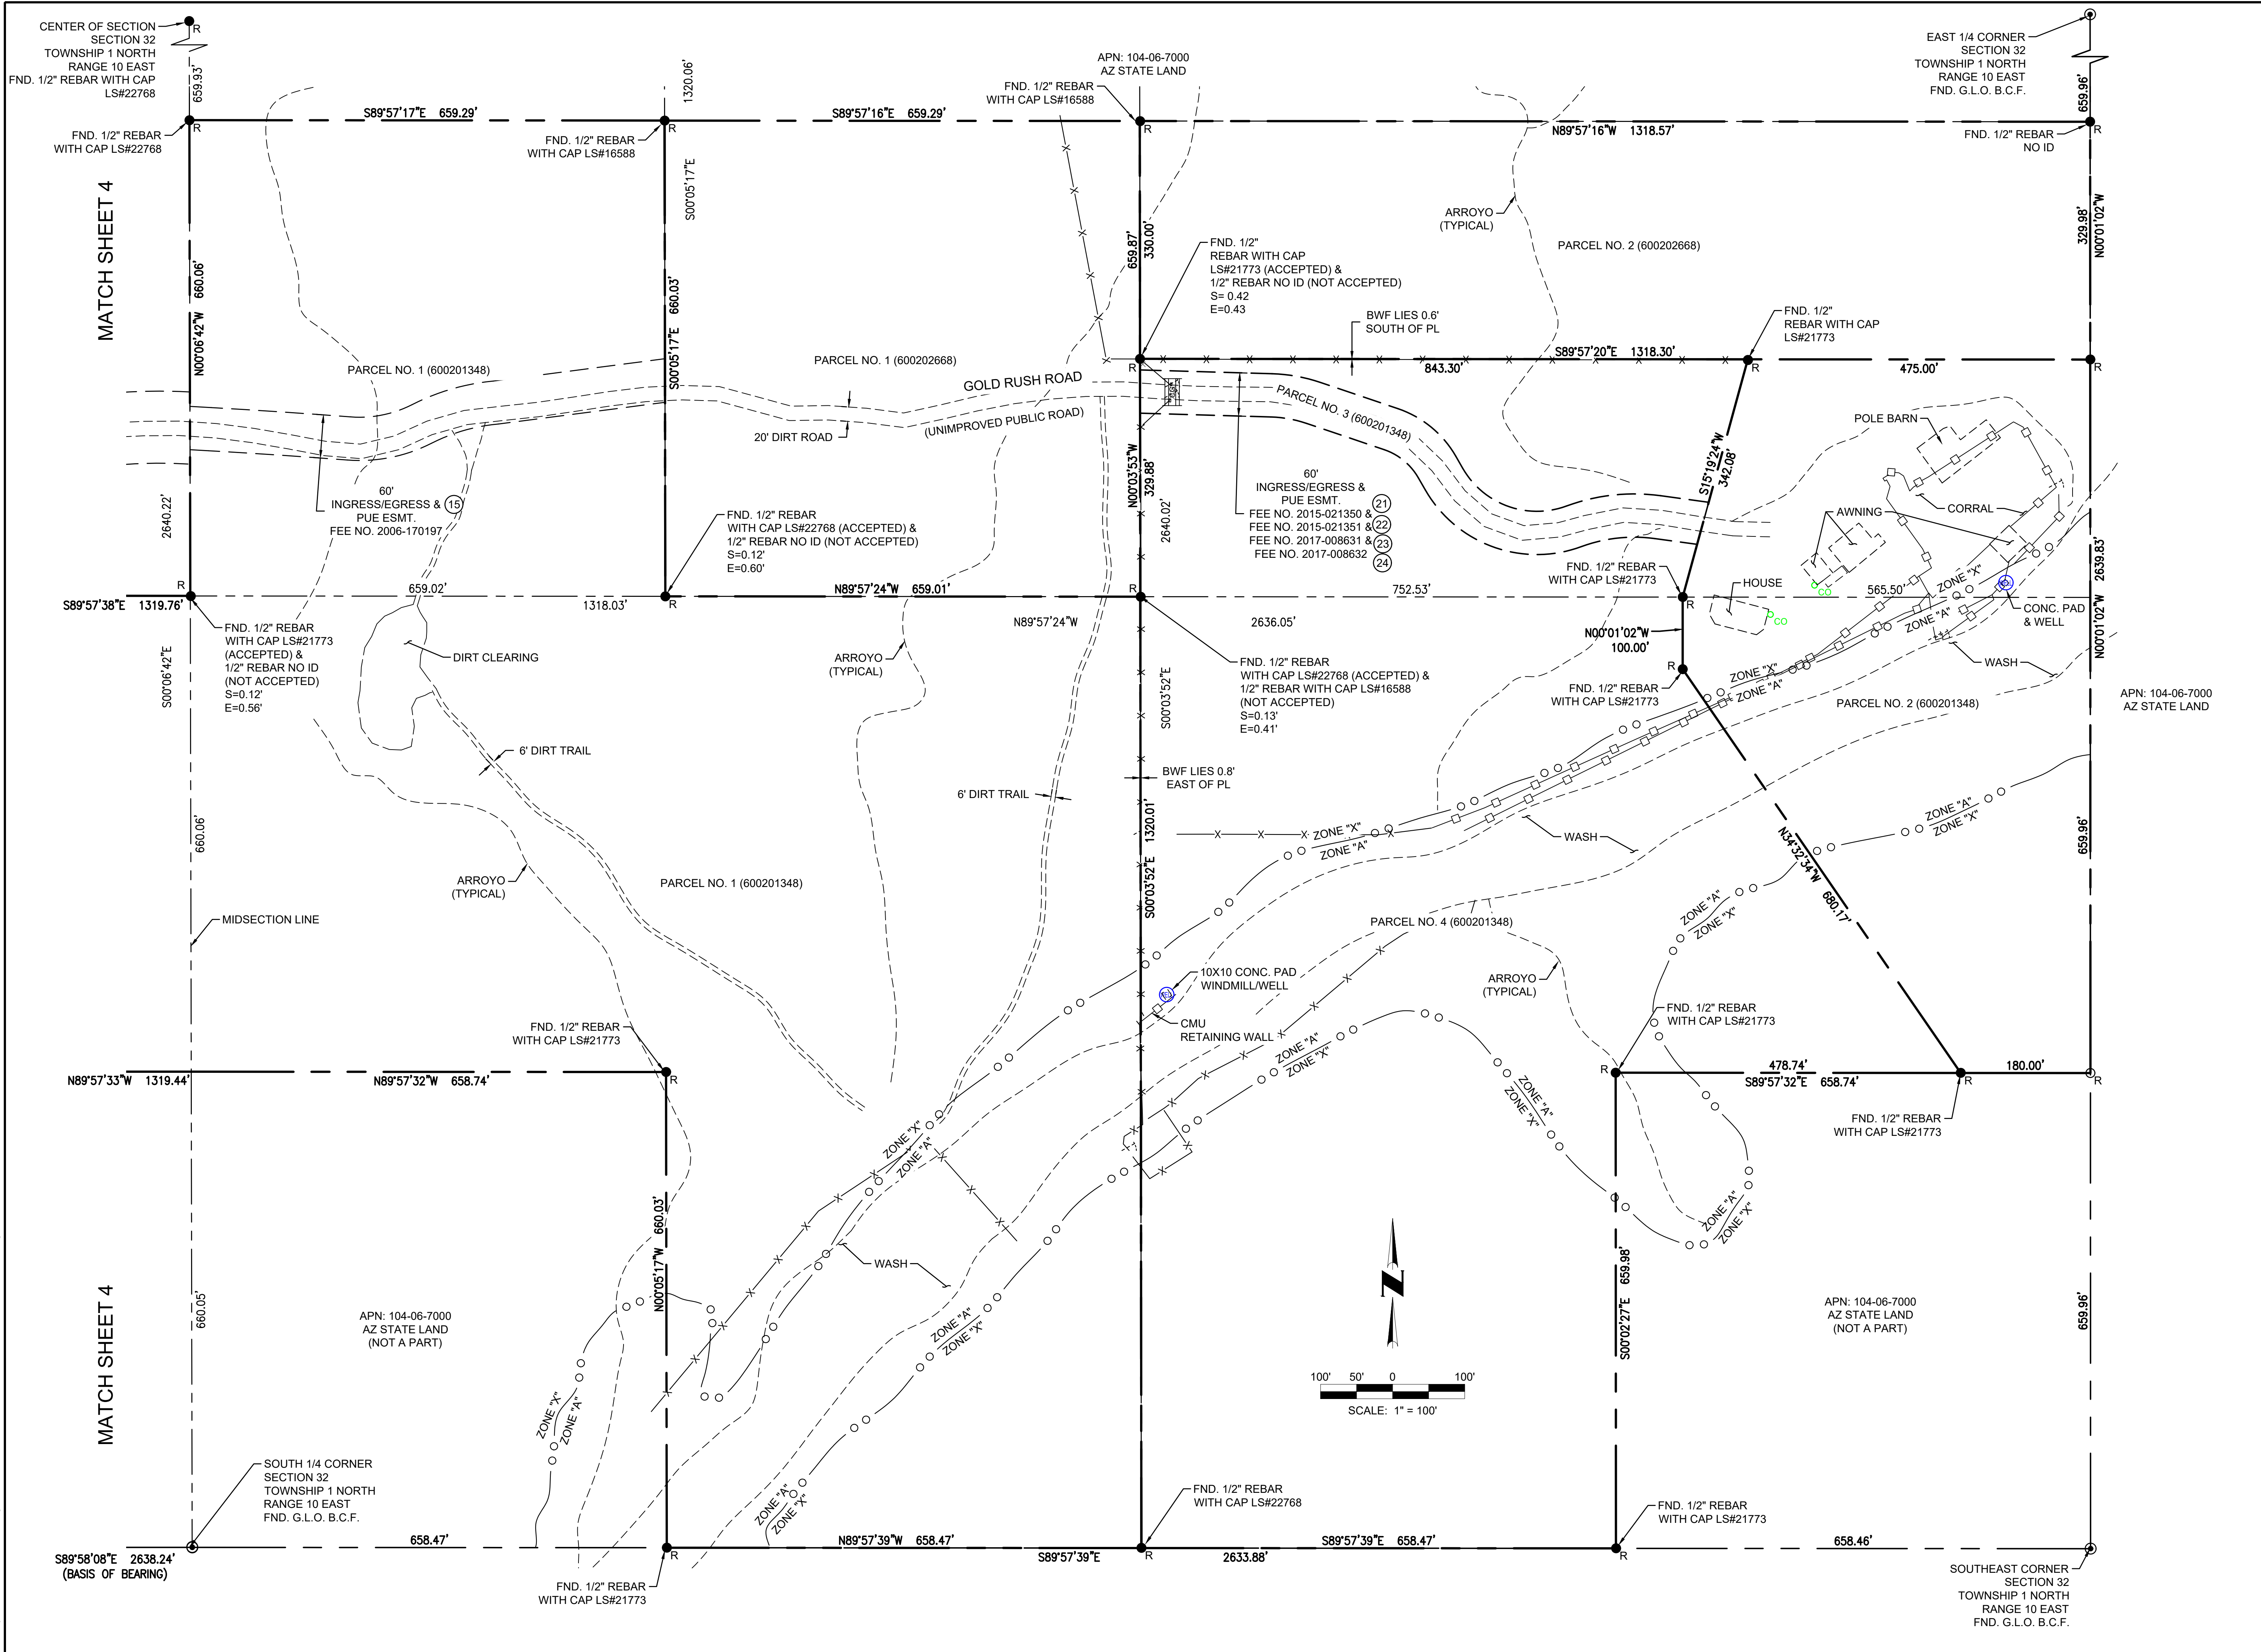 CENTER OF SECTION
SECTION 32
TOWNSHIP 1 NORTH
RANGE 10 EAST
FND. 1/2" REBAR WITH CAP
LS#22768
R
659.93'
1320.06'
APN: 104-06-7000
AZ STATE LAND
EAST 1/4 CORNER
SECTION 32
TOWNSHIP 1 NORTH
RANGE 10 EAST
FND. G.L.O. B.C.F.
659.96'
FND. 1/2" REBAR
WITH CAP LS#22768
R
S89°57'17"E 659.29'
FND. 1/2" REBAR
WITH CAP LS#16588
R
S89°57'16"E 659.29'
FND. 1/2" REBAR
WITH CAP LS#16588
R
N89°57'16"W 1318.57'
FND. 1/2" REBAR
NO ID
R
MATCH SHEET 4
N00°06'42"W 660.06'
S00°05'17"E
S00°05'17"E 660.03'
659.87'
330.00'
ARROYO
(TYPICAL)
PARCEL NO. 2 (600202668)
329.98'
N00°01'02"W
FND. 1/2"
REBAR WITH CAP
LS#21773 (ACCEPTED) &
1/2" REBAR NO ID (NOT ACCEPTED)
S= 0.42
E=0.43
BWF LIES 0.6'
SOUTH OF PL
FND. 1/2"
REBAR WITH CAP
LS#21773
PARCEL NO. 1 (600201348)
PARCEL NO. 1 (600202668)
R
S89°57'20"E 1318.30'
843.30'
R
475.00'
R
GOLD RUSH ROAD
(UNIMPROVED PUBLIC ROAD)
20' DIRT ROAD
PARCEL NO. 3 (600201348)
POLE BARN
CORRAL
AWNING
60'
INGRESS/EGRESS &
PUE ESMT.
FEE NO. 2006-170197
15
N00°03'53"W
329.88'
2640.02'
60'
INGRESS/EGRESS &
PUE ESMT.
FEE NO. 2015-021350 &
FEE NO. 2015-021351 &
FEE NO. 2017-008631 &
FEE NO. 2017-008632
21
22
23
24
S15°19'24"W
342.08'
2640.22'
FND. 1/2" REBAR
WITH CAP LS#22768 (ACCEPTED) &
1/2" REBAR NO ID (NOT ACCEPTED)
S=0.12'
E=0.60'
FND. 1/2" REBAR
WITH CAP LS#21773
HOUSE
CO
CO
565.50'
ZONE "X"
ZONE "A"
CONC. PAD
& WELL
N00°01'02"W 2639.83'
R
S89°57'38"E 1319.76'
659.02'
1318.03'
R
N89°57'24"W 659.01'
R
752.53'
R
N89°57'24"W
2636.05'
FND. 1/2" REBAR
WITH CAP LS#21773
(ACCEPTED) &
1/2" REBAR NO ID
(NOT ACCEPTED)
S=0.12'
E=0.56'
S00°06'42"E
DIRT CLEARING
ARROYO
(TYPICAL)
S00°03'52"E
FND. 1/2" REBAR
WITH CAP LS#22768 (ACCEPTED) &
1/2" REBAR WITH CAP LS#16588
(NOT ACCEPTED)
S=0.13'
E=0.41'
N00°01'02"W
100.00'
R
FND. 1/2" REBAR
WITH CAP LS#21773
ZONE "X"
ZONE "A"
WASH
PARCEL NO. 2 (600201348)
APN: 104-06-7000
AZ STATE LAND
6' DIRT TRAIL
6' DIRT TRAIL
BWF LIES 0.8'
EAST OF PL
660.06'
S00°03'52"E 1320.01'
ZONE "X"
ZONE "A"
WASH
N34°32'34"W 680.17'
ZONE "A"
ZONE "X"
659.96'
ARROYO
(TYPICAL)
PARCEL NO. 1 (600201348)
MIDSECTION LINE
PARCEL NO. 4 (600201348)
ZONE "A"
ZONE "X"
10X10 CONC. PAD
WINDMILL/WELL
CMU
RETAINING WALL
ARROYO
(TYPICAL)
FND. 1/2" REBAR
WITH CAP LS#21773
FND. 1/2" REBAR
WITH CAP LS#21773
ZONE "A"
ZONE "X"
N89°57'33"W 1319.44'
N89°57'32"W 658.74'
R
R
478.74'
S89°57'32"E 658.74'
R
180.00'
R
ZONE "A"
ZONE "X"
FND. 1/2" REBAR
WITH CAP LS#21773
ZONE "X"
ZONE "A"
N00°05'17"W 660.03'
ZONE "A"
ZONE "X"
WASH
S00°02'27"E 659.98'
MATCH SHEET 4
660.05'
APN: 104-06-7000
AZ STATE LAND
(NOT A PART)
ZONE "A"
ZONE "X"
N
100' 50' 0 100'
SCALE: 1" = 100'
APN: 104-06-7000
AZ STATE LAND
(NOT A PART)
659.96'
ZONE "X"
ZONE "A"
SOUTH 1/4 CORNER
SECTION 32
TOWNSHIP 1 NORTH
RANGE 10 EAST
FND. G.L.O. B.C.F.
ZONE "A"
ZONE "X"
FND. 1/2" REBAR
WITH CAP LS#22768
FND. 1/2" REBAR
WITH CAP LS#21773
S89°58'08"E 2638.24'
(BASIS OF BEARING)
658.47'
R
N89°57'39"W 658.47'
S89°57'39"E
R
2633.88'
S89°57'39"E 658.47'
R
658.46'
FND. 1/2" REBAR
WITH CAP LS#21773
SOUTHEAST CORNER
SECTION 32
TOWNSHIP 1 NORTH
RANGE 10 EAST
FND. G.L.O. B.C.F.